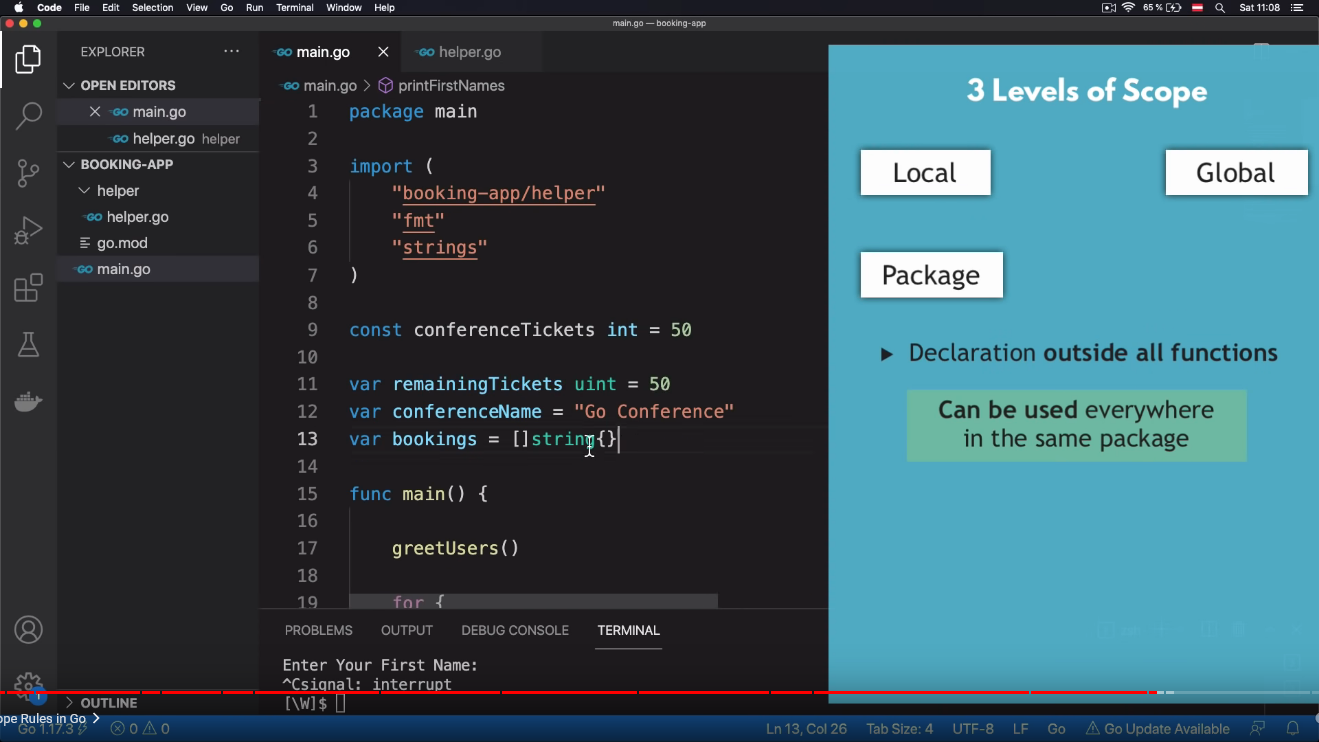 Code File Edit Selection View Go Run Terminal Window Help
65 % Sat 11:08
main.go — booking-app
EXPLORER
OPEN EDITORS
main.go
helper.go helper
BOOKING-APP
helper
helper.go
go.mod
main.go
OUTLINE
main.go helper.go
main.go > printFirstNames
1 package main
2
3 import (
4 "booking-app/helper"
5 "fmt"
6 "strings"
7 )
8
9 const conferenceTickets int = 50
10
11 var remainingTickets uint = 50
12 var conferenceName = "Go Conference"
13 var bookings = []string{}
14
15 func main() {
16
17 greetUsers()
18
19 for {
PROBLEMS OUTPUT DEBUG CONSOLE TERMINAL
Enter Your First Name:
^Csignal: interrupt
[\W]$
3 Levels of Scope
Local Global
Package
Declaration outside all functions
Can be used everywhere
in the same package
1
ope Rules in Go
Go 1.17.3 0 0 Ln 13, Col 26 Tab Size: 4 UTF-8 LF Go Go Update Available